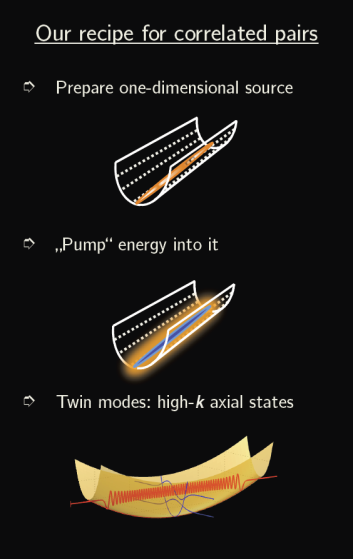 Our recipe for correlated pairs
➩ Prepare one-dimensional source
➩ „Pump“ energy into it
➩ Twin modes: high-k axial states